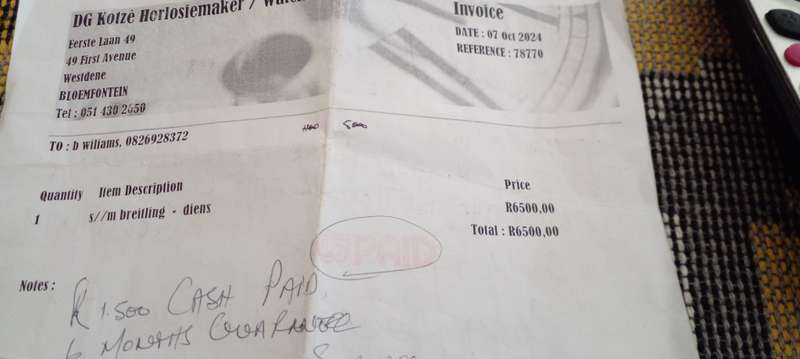 DG Kotzè Horlosiemaker /
Eerste Laan 49
49 First Avenue
Westdene
BLOEMFONTEIN
Tel : 051 430 2650
Invoice
DATE : 07 Oct 2024
REFERENCE : 78770
TO : b wiliams, 0826928372
Quantity Item Description Price
1 s//m breitling - diens R6500,00
Total : R6500,00
PAID
Notes : R 1.500 CASH PAID
6 MONTHS GUARANTEE